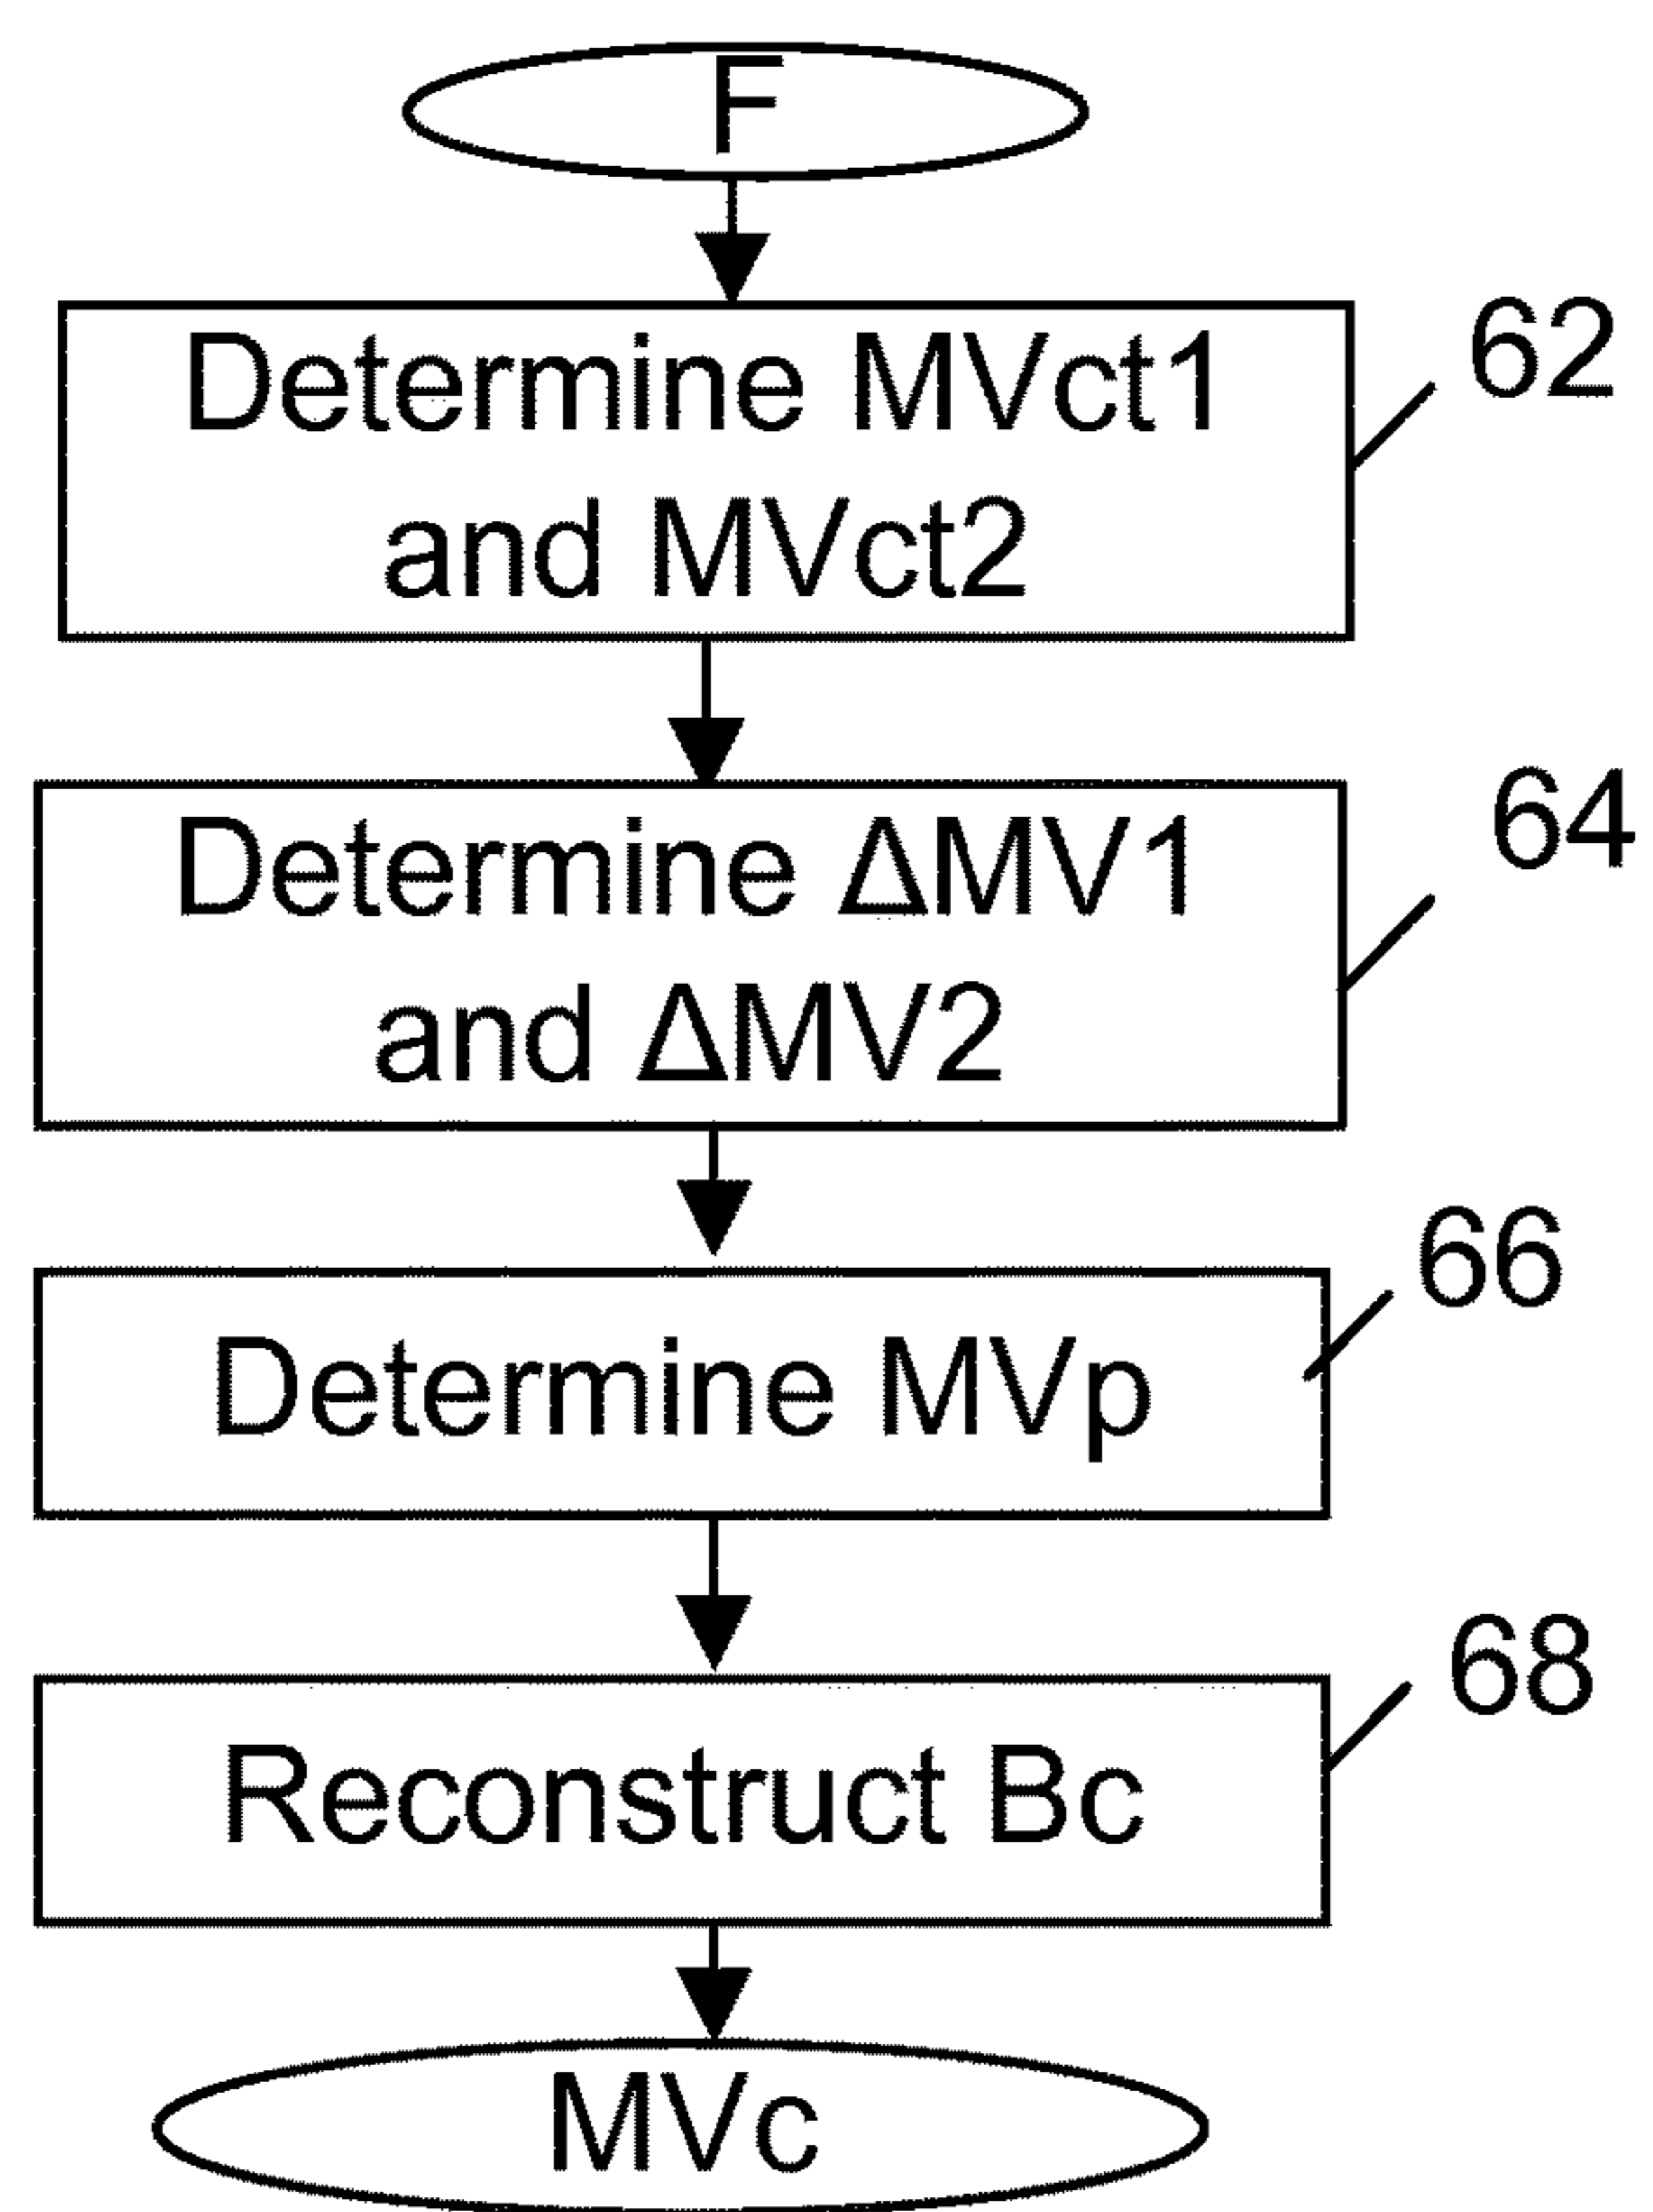 F
Determine MVct1
and MVct2
62
Determine ΔMV1
and ΔMV2
64
Determine MVp
66
Reconstruct Bc
68
MVc